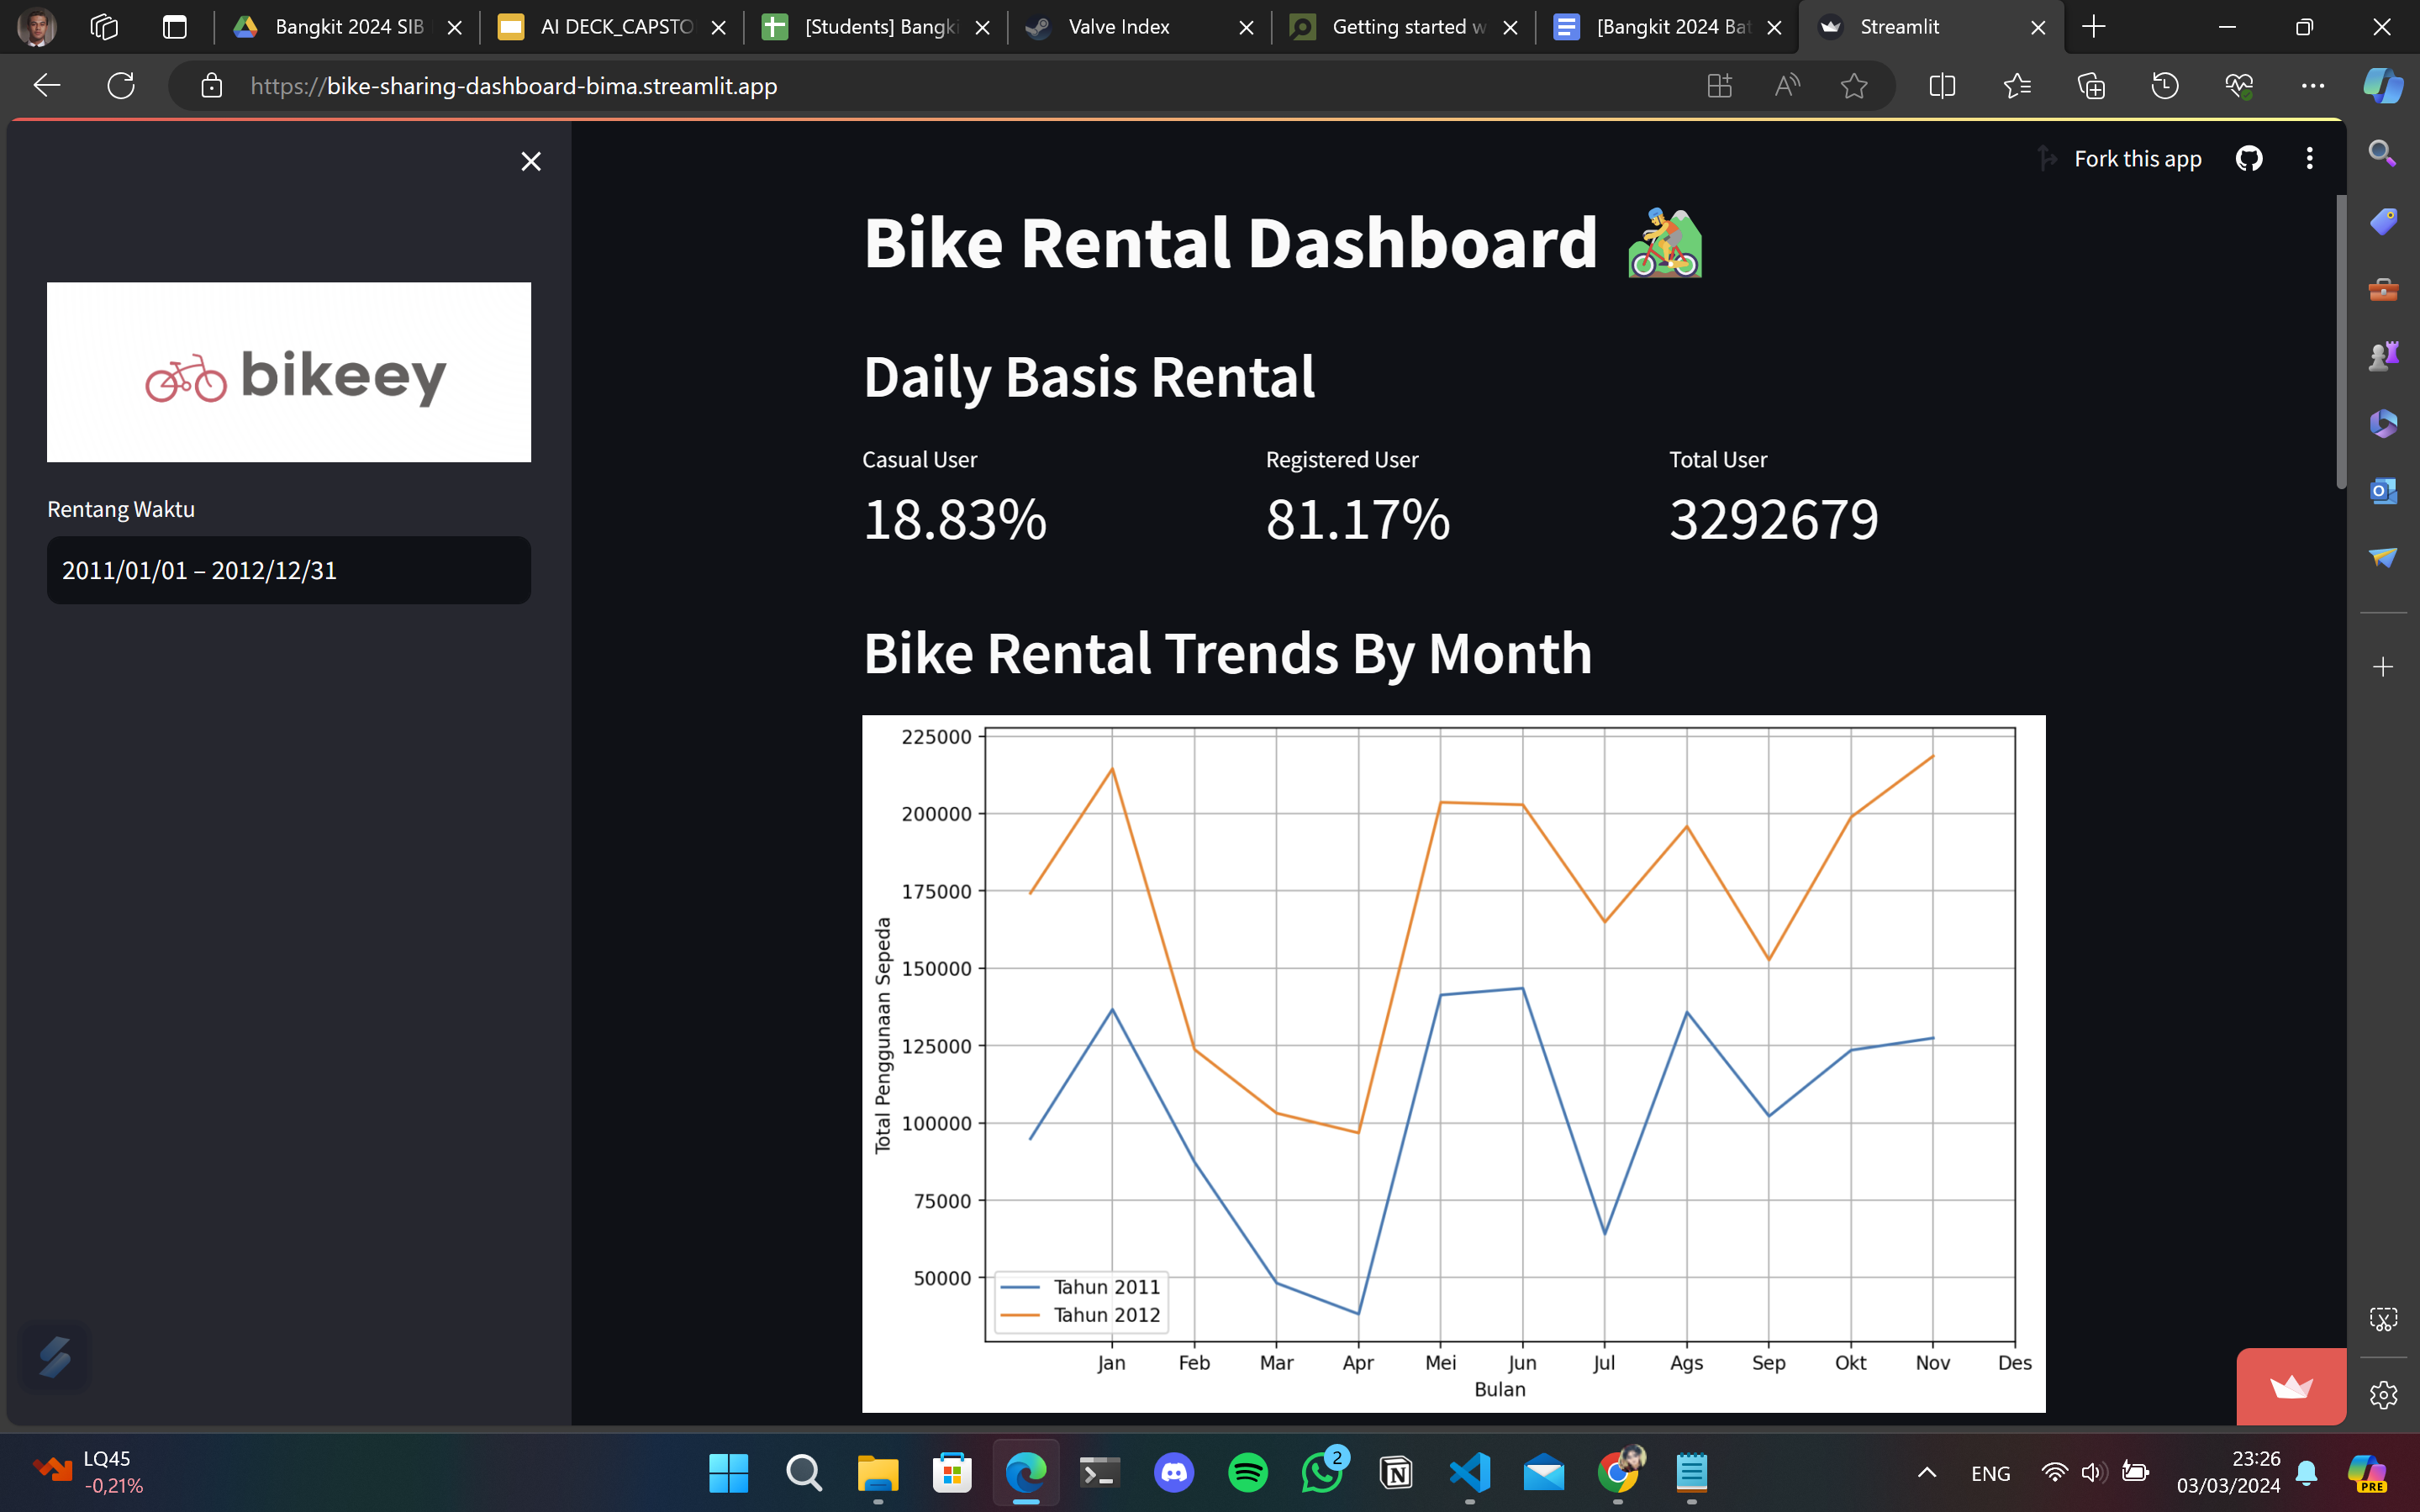 Bangkit 2024 SIB
AI DECK_CAPSTO
[Students] Bangki
Valve Index
Getting started w
[Bangkit 2024 Bat
Streamlit
https://bike-sharing-dashboard-bima.streamlit.app
Fork this app
bikeey
Rentang Waktu
2011/01/01 – 2012/12/31
Bike Rental Dashboard
Daily Basis Rental
Casual User
18.83%
Registered User
81.17%
Total User
3292679
Bike Rental Trends By Month
Total Penggunaan Sepeda
225000
200000
175000
150000
125000
100000
75000
50000
Tahun 2011
Tahun 2012
Jan Feb Mar Apr Mei Jun Jul Ags Sep Okt Nov Des
Bulan
LQ45
-0,21%
2
ENG
23:26
03/03/2024
PRE